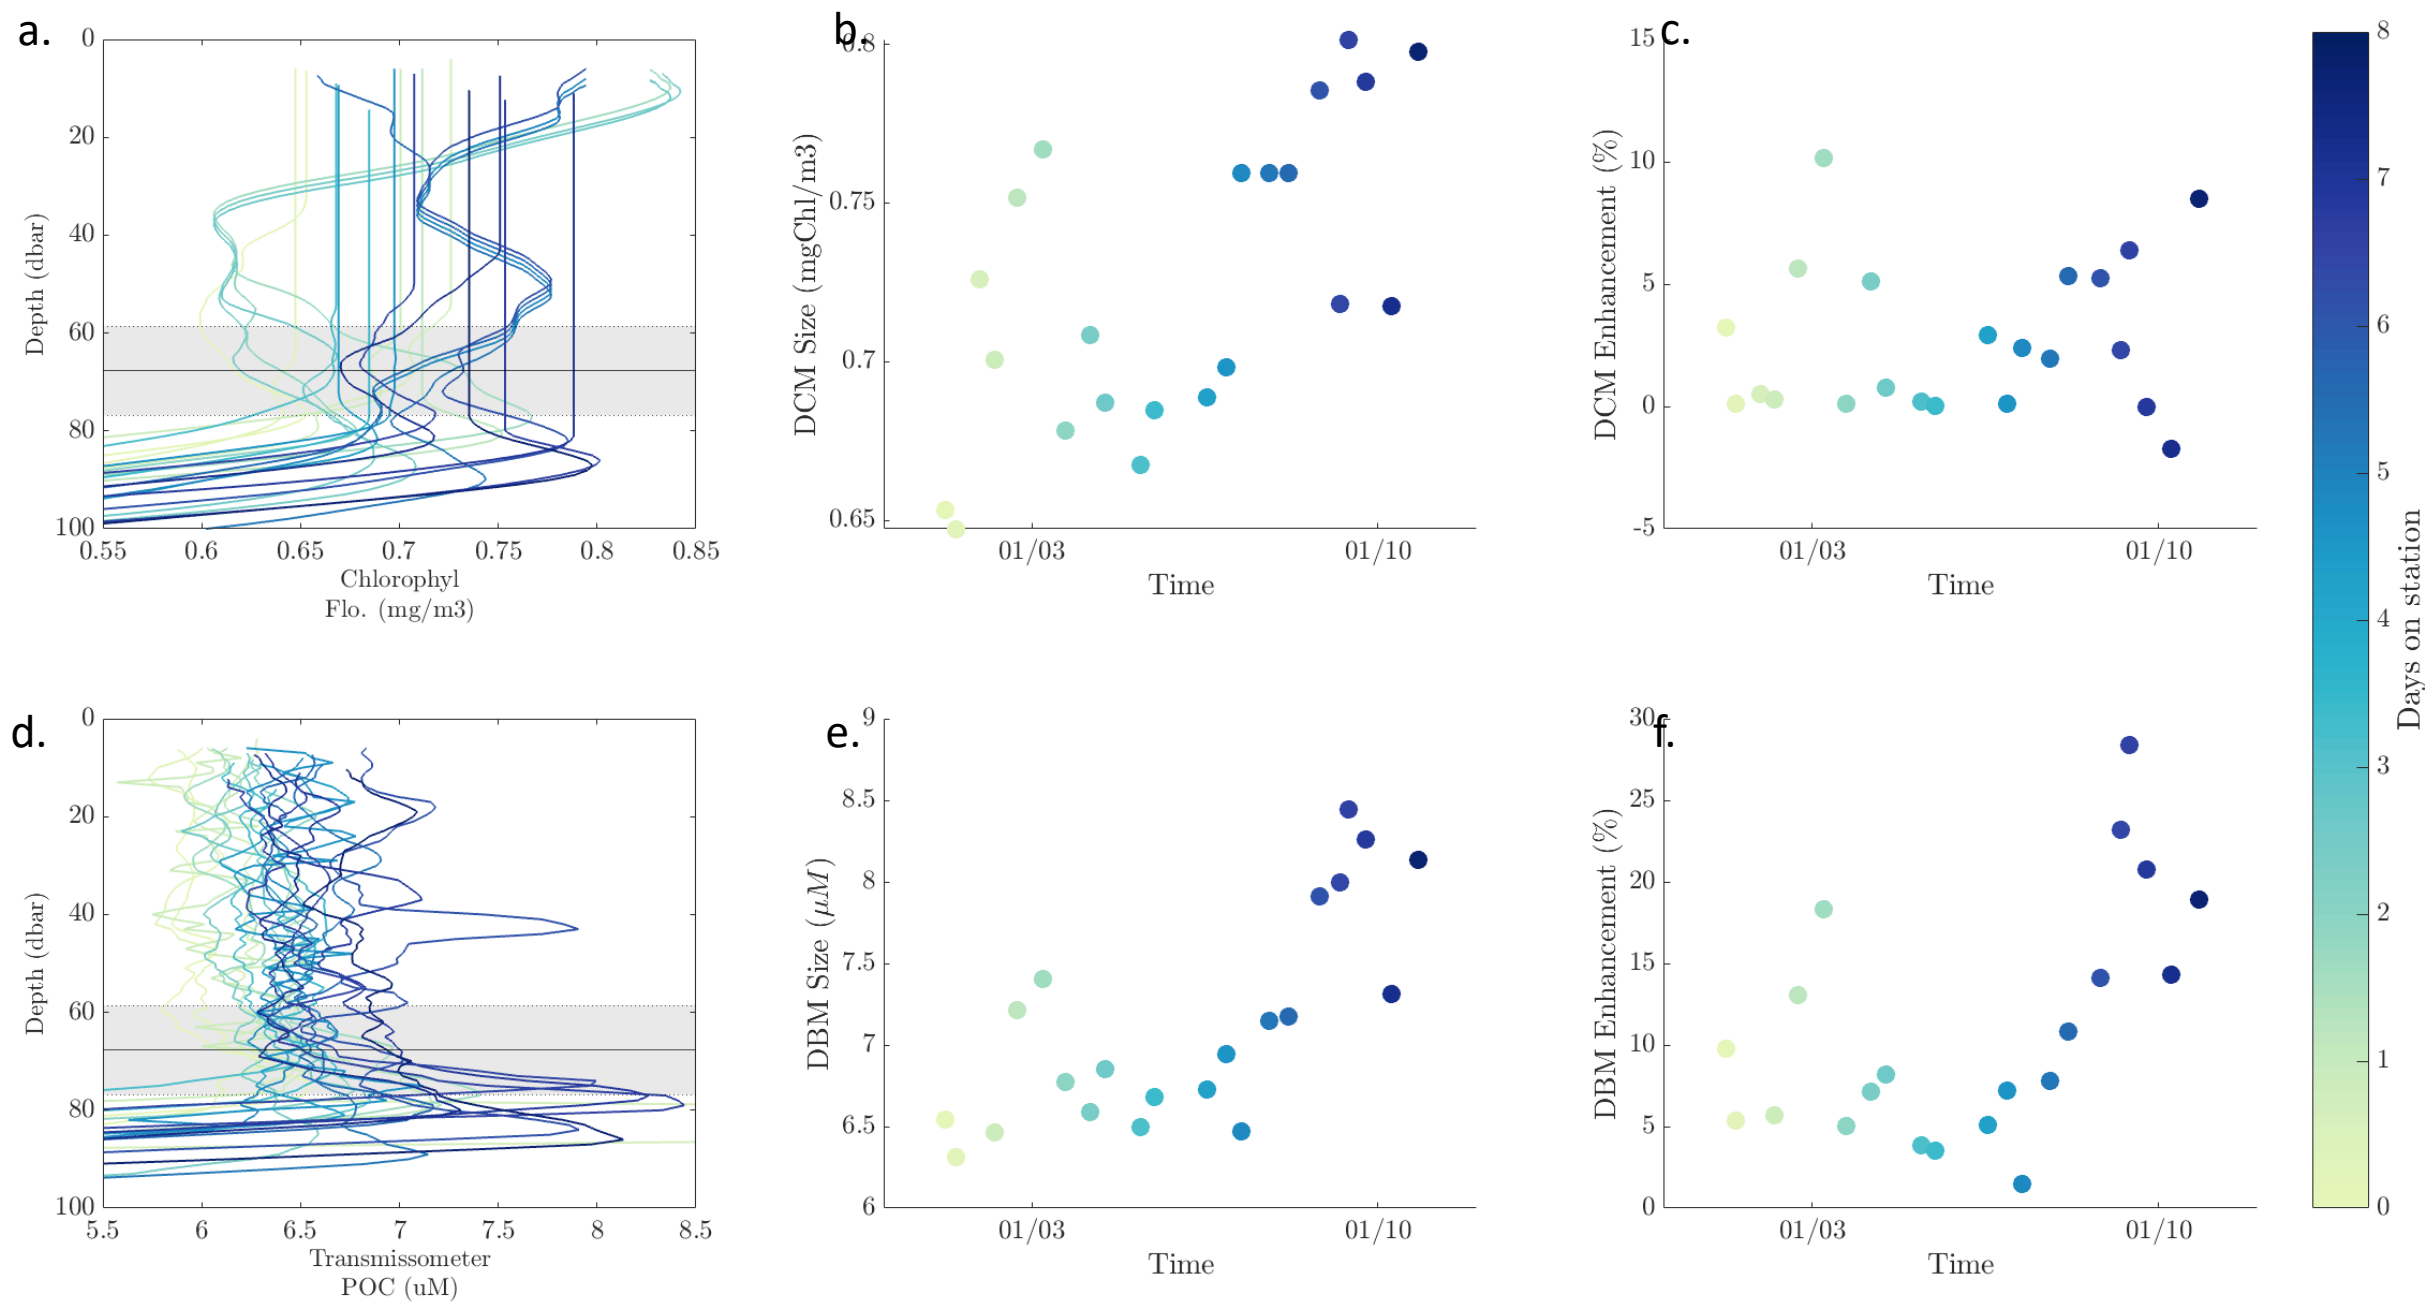 a.
0
20
40
60
80
100
Depth (dbar)
0.55 0.6 0.65 0.7 0.75 0.8 0.85
Chlorophyl
Flo. (mg/m3)
b.
0.8
0.75
0.7
0.65
DCM Size (mgChl/m3)
01/03 01/10
Time
c.
15
10
5
0
-5
DCM Enhancement (%)
01/03 01/10
Time
d.
0
20
40
60
80
100
Depth (dbar)
5.5 6 6.5 7 7.5 8 8.5
Transmissometer
POC (uM)
e.
9
8.5
8
7.5
7
6.5
6
DBM Size (μM)
01/03 01/10
Time
f.
30
25
20
15
10
5
0
DBM Enhancement (%)
01/03 01/10
Time
8
7
6
5
4
3
2
1
0
Days on station